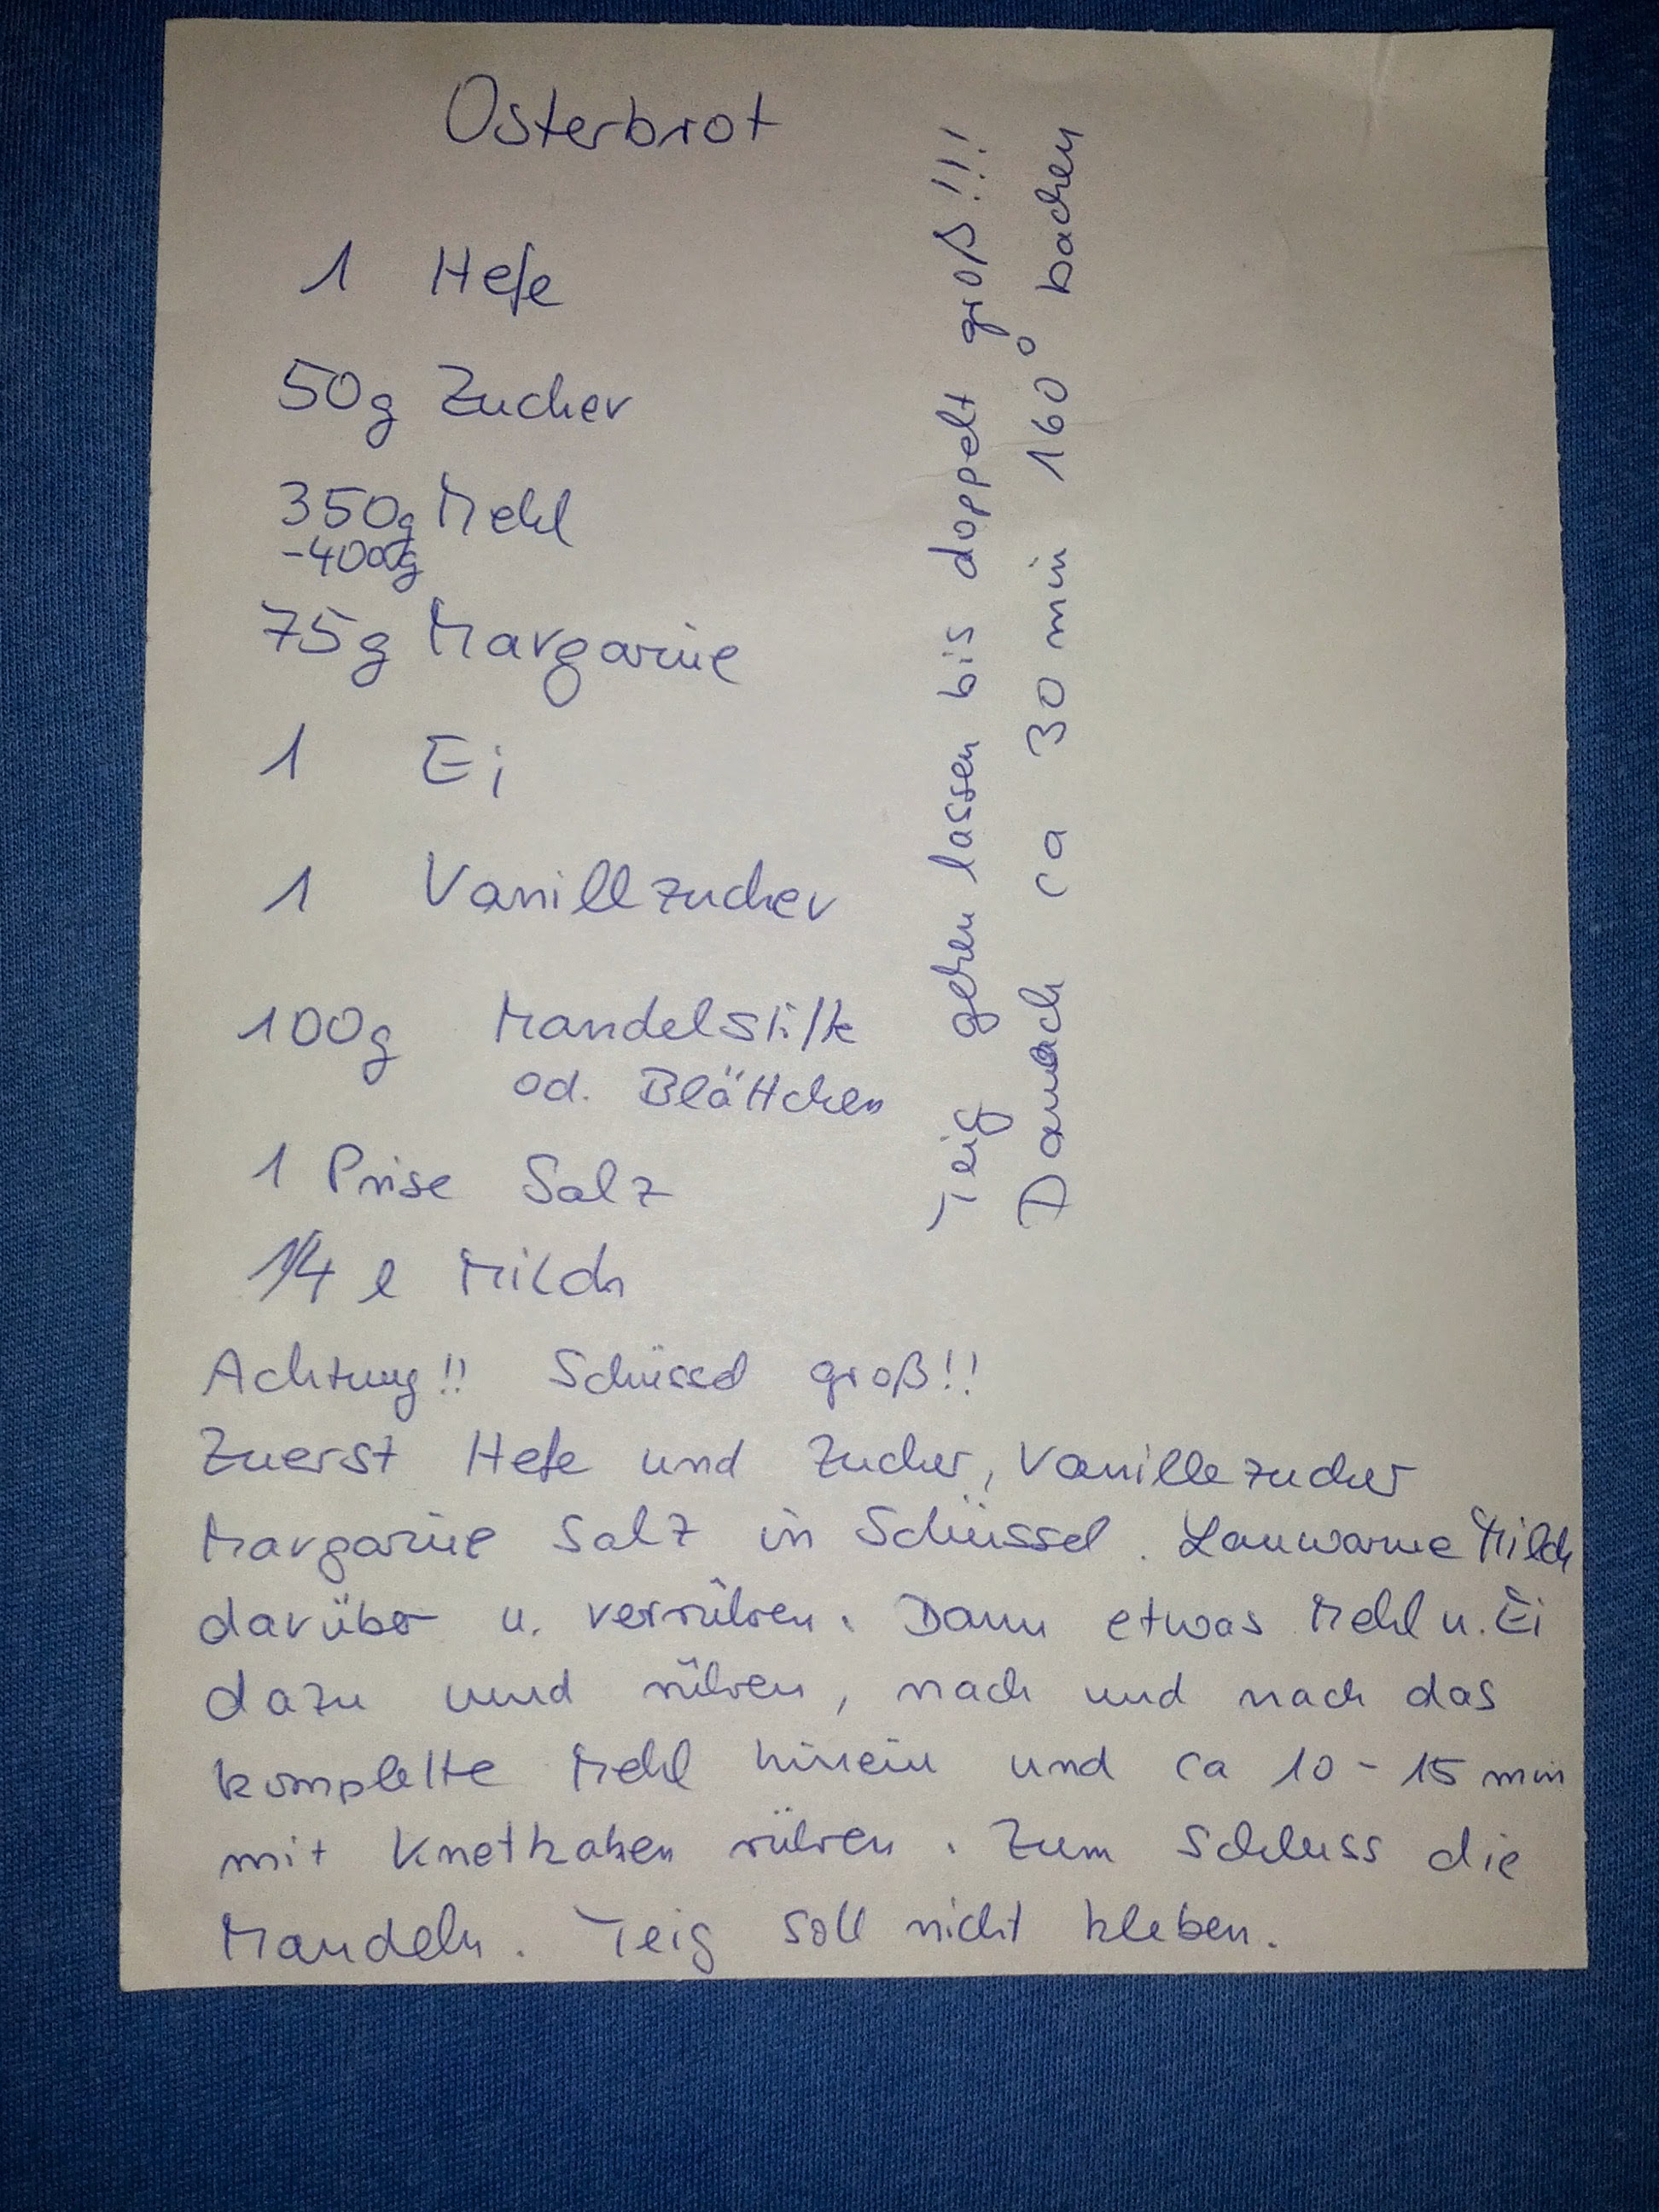 Osterbrot
1 Hefe
50g Zucker
350g Mehl
-400g
75g Margarine
1 Ei
1 Vanillzucker
100g Mandelstifte
od. Blättchen
1 Prise Salz
1/4 l Milch
Teig gehen lassen bis doppelt groß!!!
Danach ca 30 min 160° backen
Achtung!! Schüssel groß!!
Zuerst Hefe und Zucker, Vanillezucker
Margarine Salz in Schüssel. Lauwarme Milch
darüber u. verrühren. Dann etwas Mehl u. Ei
dazu und rühren, nach und nach das
komplette Mehl hinein und ca 10-15 min
mit Knethaken rühren. Zum Schluss die
Mandeln. Teig soll nicht kleben.